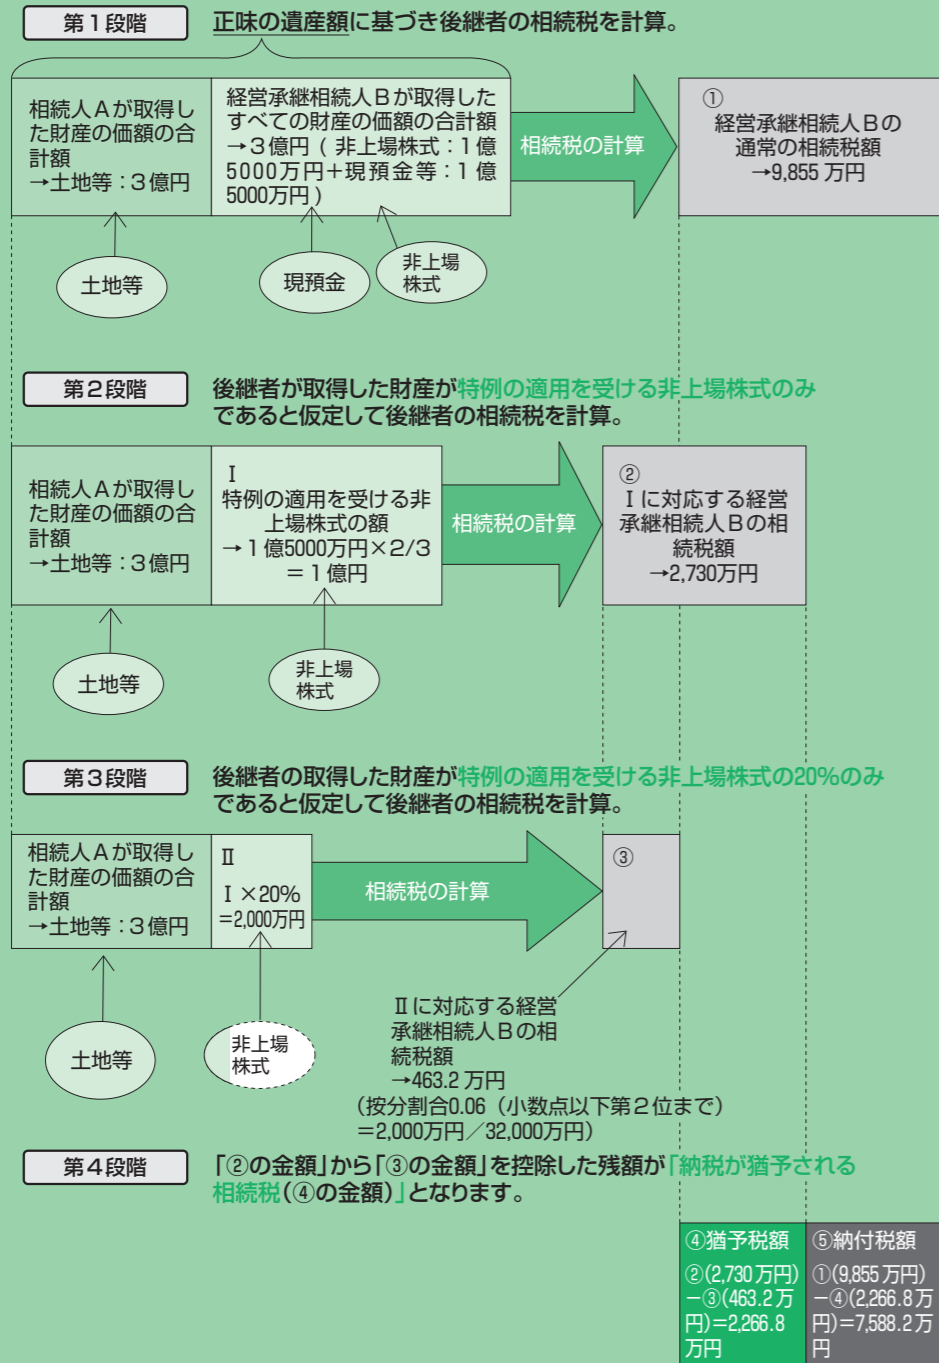 第1段階
正味の遺産額に基づき後継者の相続税を計算。
相続人Aが取得し
た財産の価額の合
計額
→土地等：3億円
経営承継相続人Bが取得した
すべての財産の価額の合計額
→3億円（非上場株式：1億
5000万円＋現預金等：1億
5000万円）
相続税の計算
①
経営承継相続人Bの
通常の相続税額
→9,855万円
土地等
現預金
非上場
株式
第2段階
後継者が取得した財産が特例の適用を受ける非上場株式のみ
であると仮定して後継者の相続税を計算。
相続人Aが取得し
た財産の価額の合
計額
→土地等：3億円
Ⅰ
特例の適用を受ける非
上場株式の額
→1億5000万円×2/3
＝1億円
相続税の計算
②
Ⅰに対応する経営
承継相続人Bの相
続税額
→2,730万円
土地等
非上場
株式
第3段階
後継者の取得した財産が特例の適用を受ける非上場株式の20%のみ
であると仮定して後継者の相続税を計算。
相続人Aが取得し
た財産の価額の合
計額
→土地等：3億円
Ⅱ
Ⅰ×20%
＝2,000万円
相続税の計算
③
土地等
非上場
株式
Ⅱに対応する経営
承継相続人Bの相
続税額
→463.2万円
（按分割合0.06（小数点以下第2位まで）
＝2,000万円／32,000万円）
第4段階
「②の金額」から「③の金額」を控除した残額が「納税が猶予される
相続税（④の金額）」となります。
④猶予税額
②(2,730万円)
－③(463.2万
円)＝2,266.8
万円
⑤納付税額
①(9,855万円)
－④(2,266.8万
円)＝7,588.2万
円